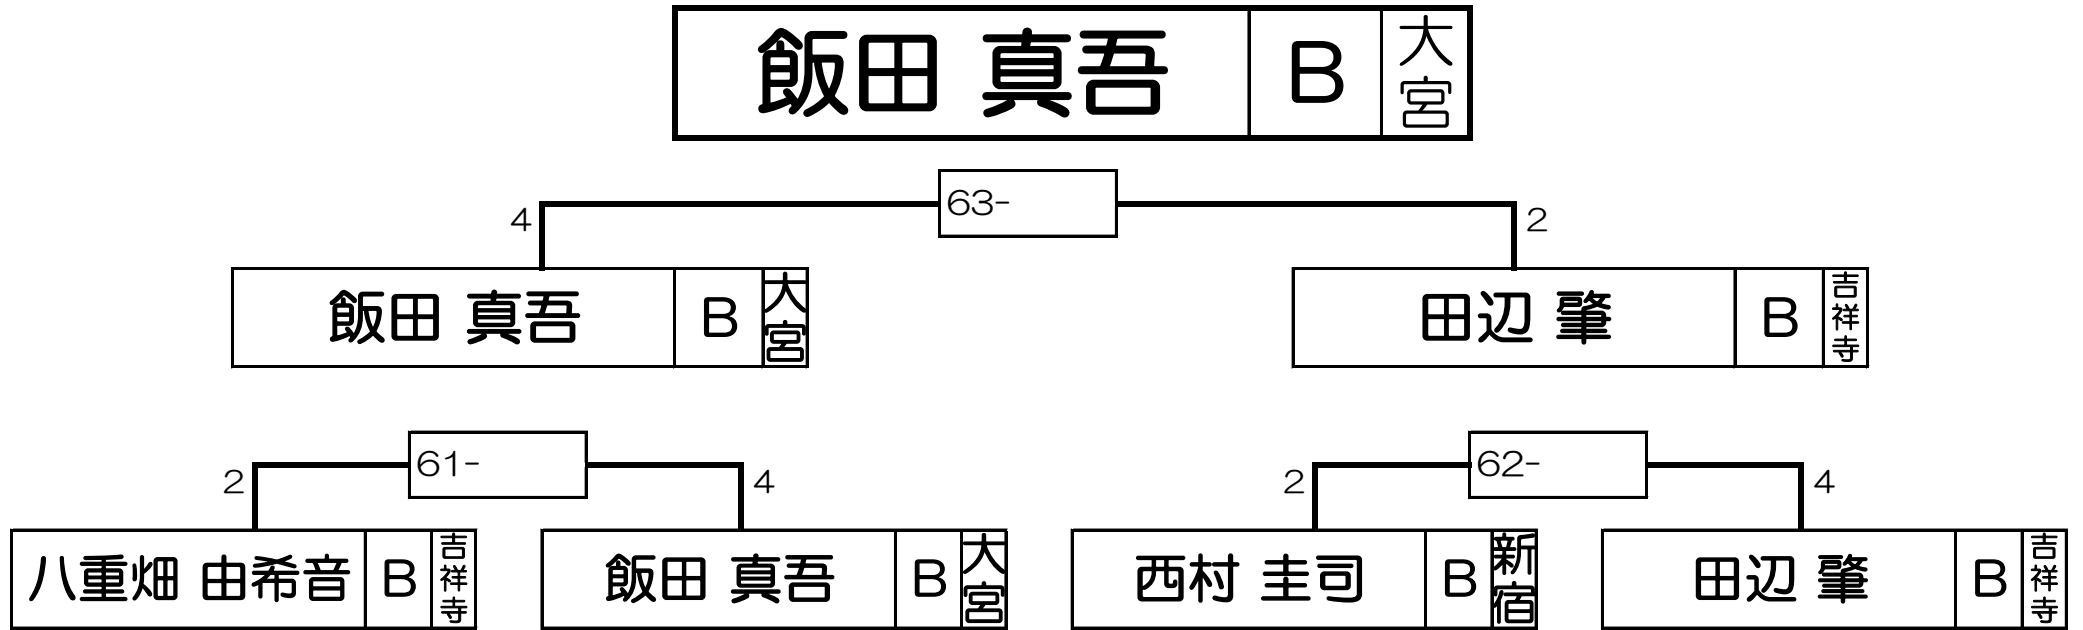 飯田 真吾 B 大宮
63-
4 2
飯田 真吾 B 大宮
田辺 肇 B 吉祥寺
61-
2 4
62-
2 4
八重畑 由希音 B 吉祥寺
飯田 真吾 B 大宮
西村 圭司 B 新宿
田辺 肇 B 吉祥寺